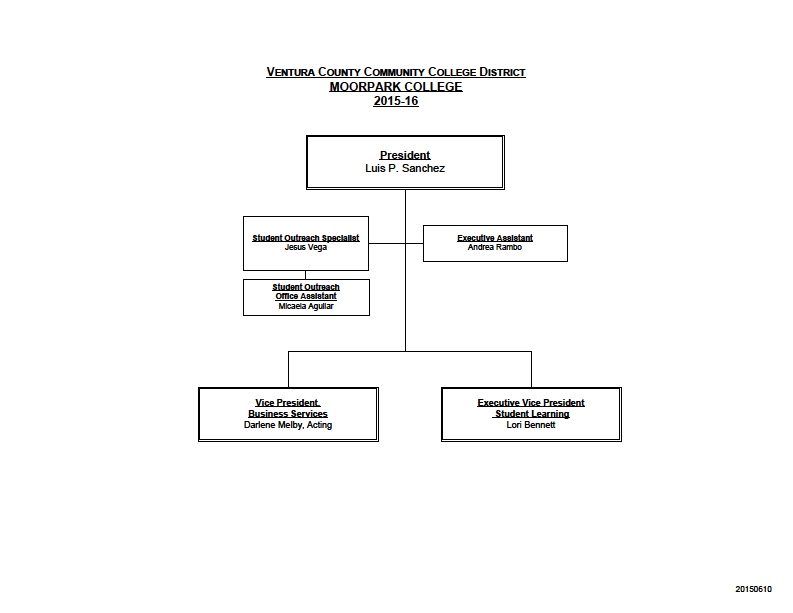 VENTURA COUNTY COMMUNITY COLLEGE DISTRICT
MOORPARK COLLEGE
2015-16
President
Luis P. Sanchez
Student Outreach Specialist
Jesus Vega
Executive Assistant
Andrea Rambo
Student Outreach
Office Assistant
Micaela Aguilar
Vice President,
Business Services
Darlene Melby, Acting
Executive Vice President
Student Learning
Lori Bennett
20150610